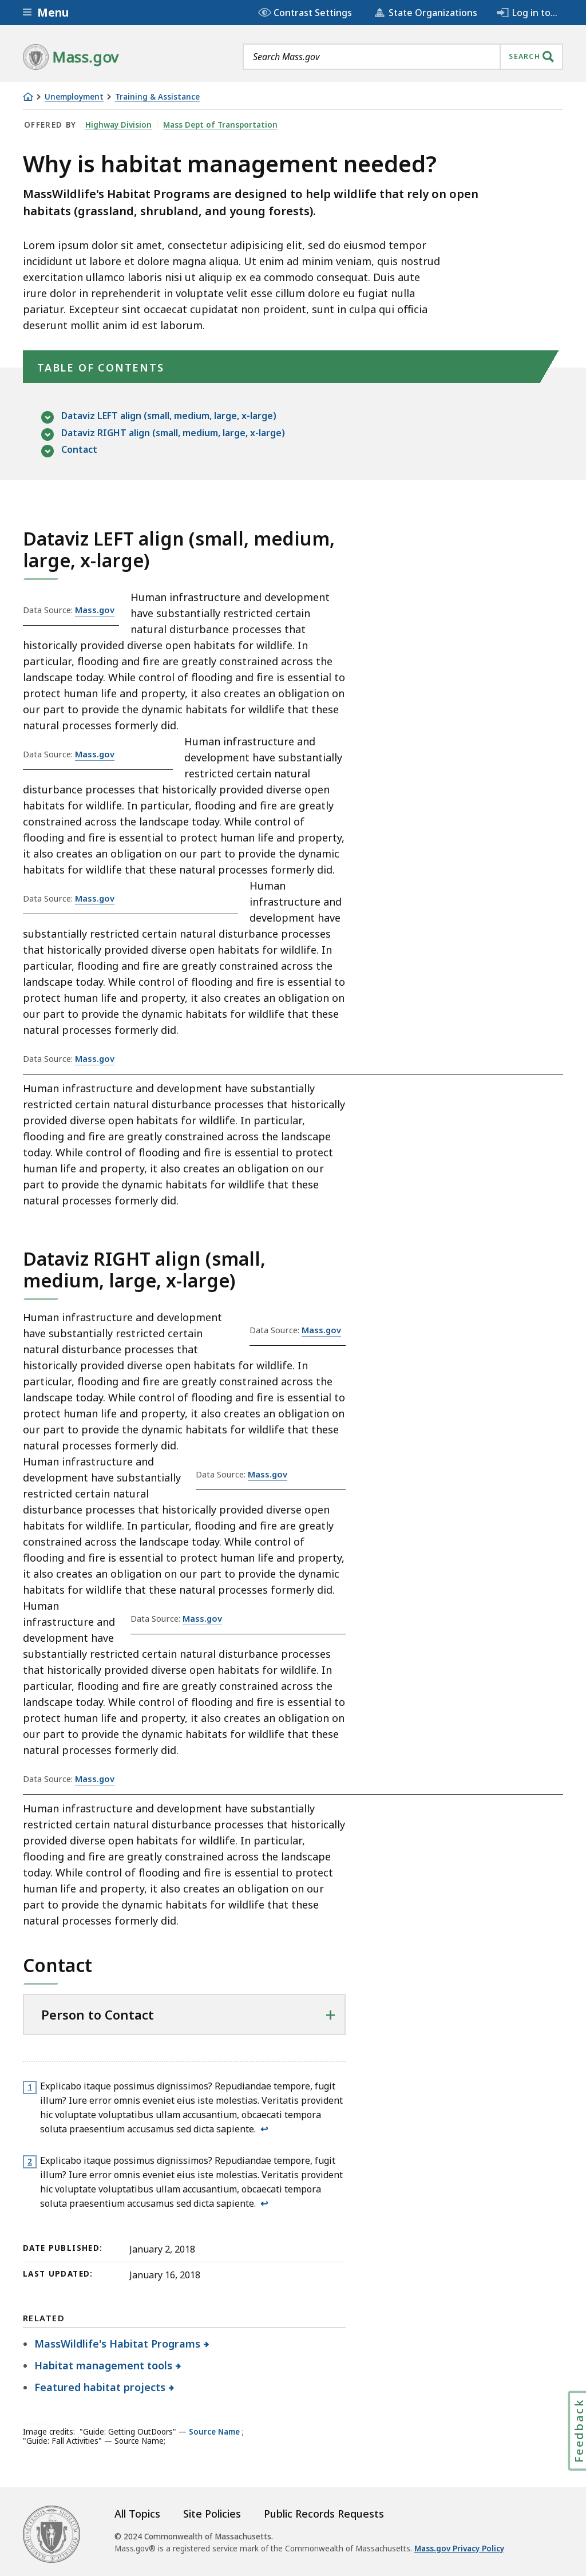 Menu
Contrast Settings
State Organizations
Log in to...
Mass.gov
Search Mass.gov
SEARCH
Unemployment
Training & Assistance
OFFERED BY Highway Division Mass Dept of Transportation
Why is habitat management needed?
MassWildlife's Habitat Programs are designed to help wildlife that rely on open
habitats (grassland, shrubland, and young forests).
Lorem ipsum dolor sit amet, consectetur adipisicing elit, sed do eiusmod tempor
incididunt ut labore et dolore magna aliqua. Ut enim ad minim veniam, quis nostrud
exercitation ullamco laboris nisi ut aliquip ex ea commodo consequat. Duis aute
irure dolor in reprehenderit in voluptate velit esse cillum dolore eu fugiat nulla
pariatur. Excepteur sint occaecat cupidatat non proident, sunt in culpa qui officia
deserunt mollit anim id est laborum.
TABLE OF CONTENTS
Dataviz LEFT align (small, medium, large, x-large)
Dataviz RIGHT align (small, medium, large, x-large)
Contact
Dataviz LEFT align (small, medium,
large, x-large)
Data Source: Mass.gov
Human infrastructure and development
have substantially restricted certain
natural disturbance processes that
historically provided diverse open habitats for wildlife. In
particular, flooding and fire are greatly constrained across the
landscape today. While control of flooding and fire is essential to
protect human life and property, it also creates an obligation on
our part to provide the dynamic habitats for wildlife that these
natural processes formerly did.
Data Source: Mass.gov
Human infrastructure and
development have substantially
restricted certain natural
disturbance processes that historically provided diverse open
habitats for wildlife. In particular, flooding and fire are greatly
constrained across the landscape today. While control of
flooding and fire is essential to protect human life and property,
it also creates an obligation on our part to provide the dynamic
habitats for wildlife that these natural processes formerly did.
Data Source: Mass.gov
Human
infrastructure and
development have
substantially restricted certain natural disturbance processes
that historically provided diverse open habitats for wildlife. In
particular, flooding and fire are greatly constrained across the
landscape today. While control of flooding and fire is essential to
protect human life and property, it also creates an obligation on
our part to provide the dynamic habitats for wildlife that these
natural processes formerly did.
Data Source: Mass.gov
Human infrastructure and development have substantially
restricted certain natural disturbance processes that historically
provided diverse open habitats for wildlife. In particular,
flooding and fire are greatly constrained across the landscape
today. While control of flooding and fire is essential to protect
human life and property, it also creates an obligation on our
part to provide the dynamic habitats for wildlife that these
natural processes formerly did.
Dataviz RIGHT align (small,
medium, large, x-large)
Data Source: Mass.gov
Human infrastructure and development
have substantially restricted certain
natural disturbance processes that
historically provided diverse open habitats for wildlife. In
particular, flooding and fire are greatly constrained across the
landscape today. While control of flooding and fire is essential to
protect human life and property, it also creates an obligation on
our part to provide the dynamic habitats for wildlife that these
natural processes formerly did.
Data Source: Mass.gov
Human infrastructure and
development have substantially
restricted certain natural
disturbance processes that historically provided diverse open
habitats for wildlife. In particular, flooding and fire are greatly
constrained across the landscape today. While control of
flooding and fire is essential to protect human life and property,
it also creates an obligation on our part to provide the dynamic
habitats for wildlife that these natural processes formerly did.
Data Source: Mass.gov
Human
infrastructure and
development have
substantially restricted certain natural disturbance processes
that historically provided diverse open habitats for wildlife. In
particular, flooding and fire are greatly constrained across the
landscape today. While control of flooding and fire is essential to
protect human life and property, it also creates an obligation on
our part to provide the dynamic habitats for wildlife that these
natural processes formerly did.
Data Source: Mass.gov
Human infrastructure and development have substantially
restricted certain natural disturbance processes that historically
provided diverse open habitats for wildlife. In particular,
flooding and fire are greatly constrained across the landscape
today. While control of flooding and fire is essential to protect
human life and property, it also creates an obligation on our
part to provide the dynamic habitats for wildlife that these
natural processes formerly did.
Contact
Person to Contact
1 Explicabo itaque possimus dignissimos? Repudiandae tempore, fugit
illum? Iure error omnis eveniet eius iste molestias. Veritatis provident
hic voluptate voluptatibus ullam accusantium, obcaecati tempora
soluta praesentium accusamus sed dicta sapiente. ↩
2 Explicabo itaque possimus dignissimos? Repudiandae tempore, fugit
illum? Iure error omnis eveniet eius iste molestias. Veritatis provident
hic voluptate voluptatibus ullam accusantium, obcaecati tempora
soluta praesentium accusamus sed dicta sapiente. ↩
DATE PUBLISHED: January 2, 2018
LAST UPDATED: January 16, 2018
RELATED
MassWildlife's Habitat Programs
Habitat management tools
Featured habitat projects
Feedback
Image credits: "Guide: Getting OutDoors" — Source Name ;
"Guide: Fall Activities" — Source Name;
All Topics Site Policies Public Records Requests
© 2024 Commonwealth of Massachusetts.
Mass.gov® is a registered service mark of the Commonwealth of Massachusetts. Mass.gov Privacy Policy